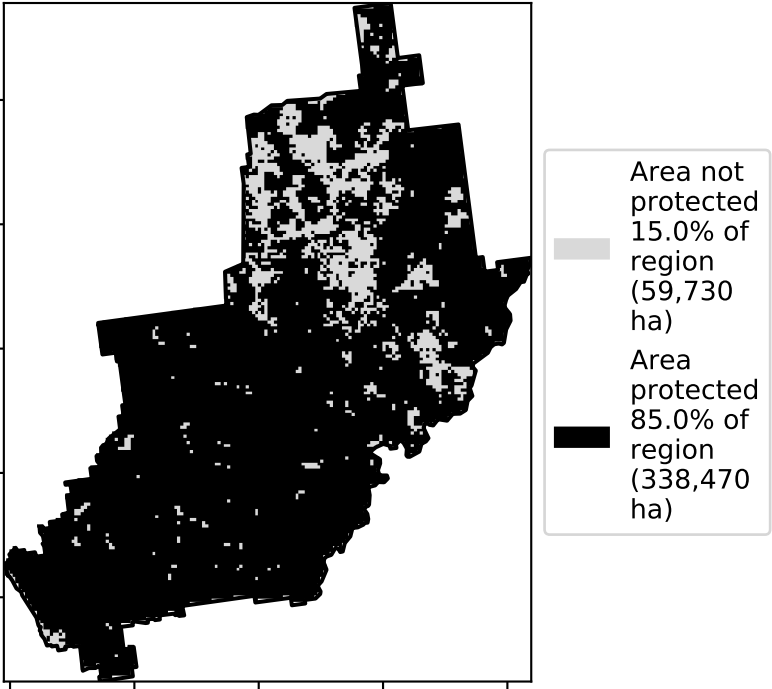 Area not
protected
15.0% of
region
(59,730
ha)
Area
protected
85.0% of
region
(338,470
ha)